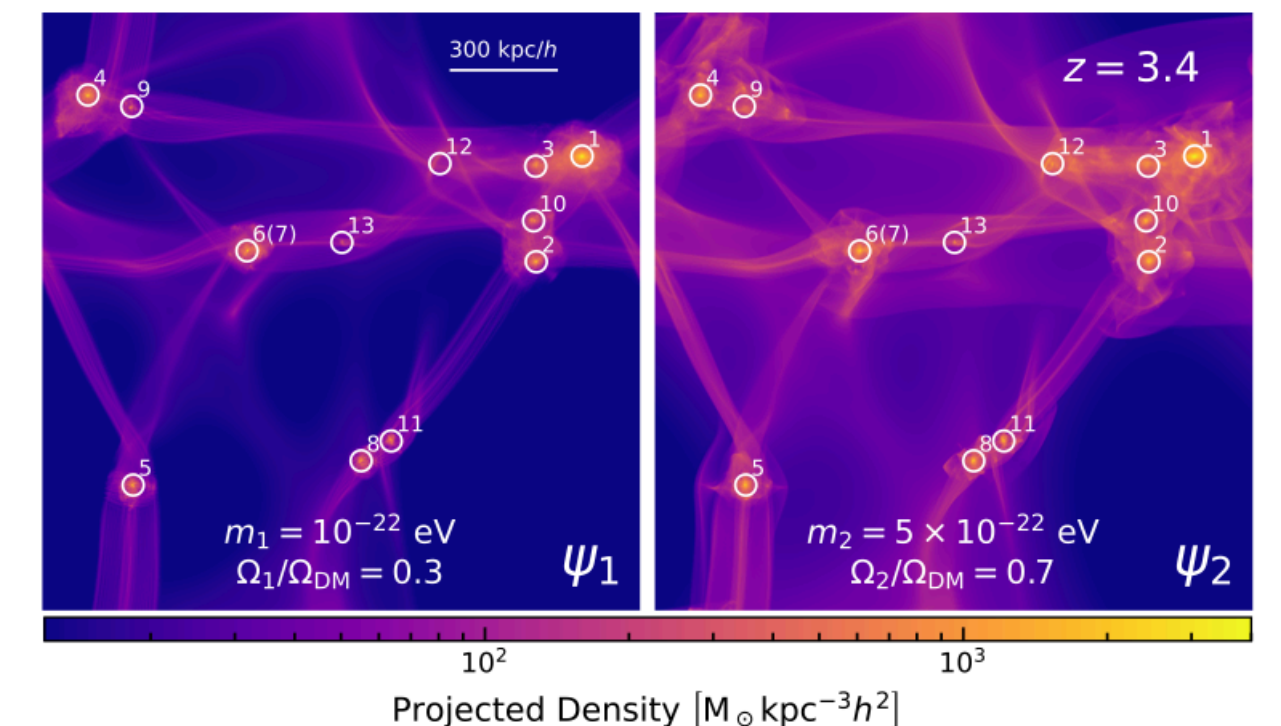 300 kpc/h
4
9
12
3
1
10
6(7)
13
2
11
8
5
m₁ = 10⁻²² eV
Ω₁/Ω_DM = 0.3
ψ₁
z = 3.4
4
9
1
12
3
10
6(7)
13
2
11
8
5
m₂ = 5 × 10⁻²² eV
Ω₂/Ω_DM = 0.7
ψ₂
10² 10³
Projected Density [M⊙kpc⁻³h²]